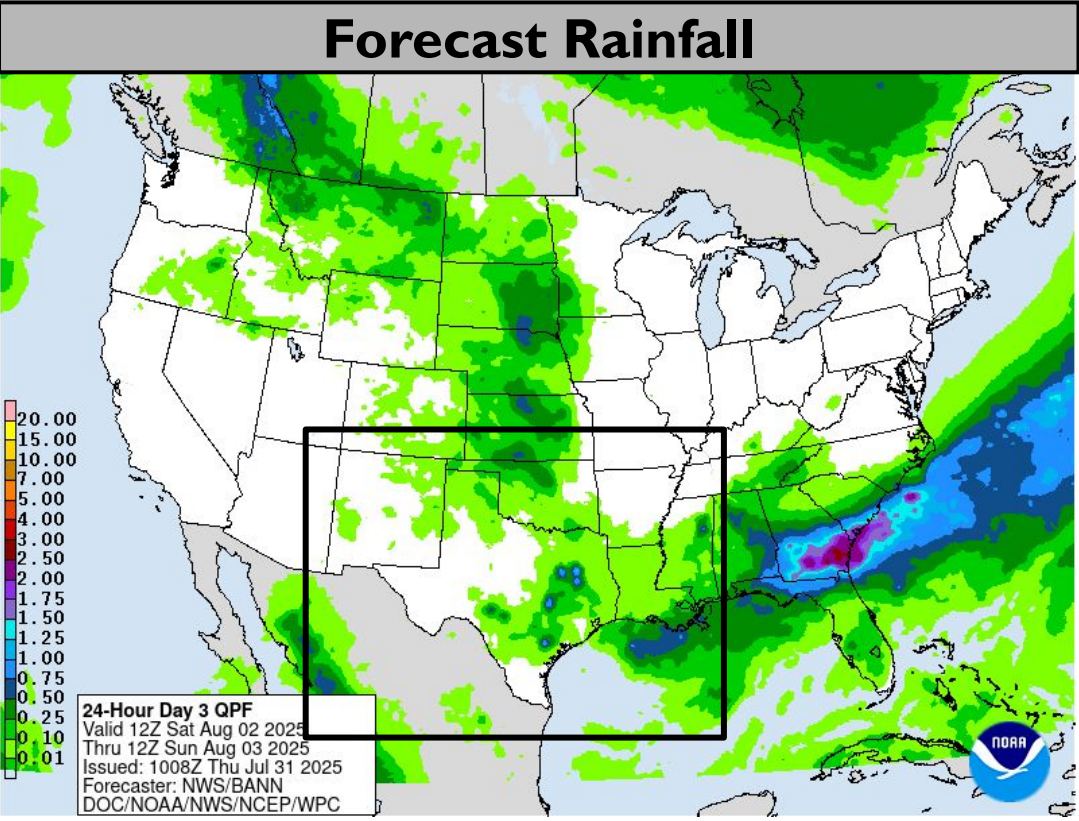 Forecast Rainfall
20.00
15.00
10.00
7.00
5.00
4.00
3.00
2.50
2.00
1.75
1.50
1.25
1.00
0.75
0.50
0.25
0.10
0.01
24-Hour Day 3 QPF
Valid 12Z Sat Aug 02 2025
Thru 12Z Sun Aug 03 2025
Issued: 1008Z Thu Jul 31 2025
Forecaster: NWS/BANN
DOC/NOAA/NWS/NCEP/WPC
NOAA